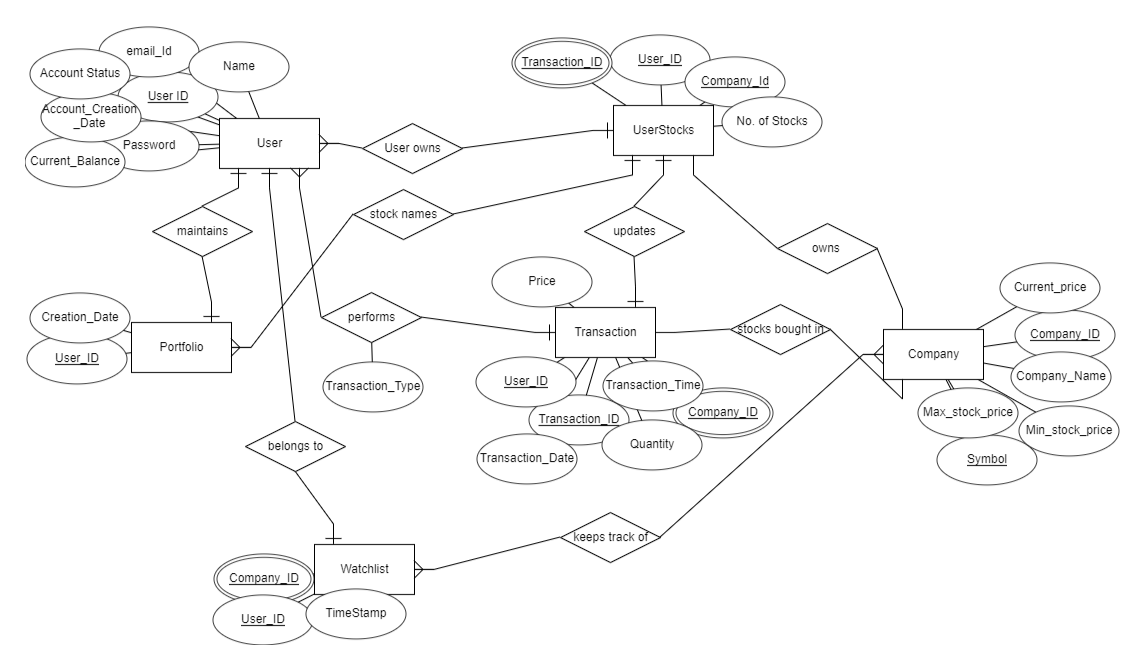 email_Id
Account Status
Name
User ID
Account_Creation
_Date
Password
Current_Balance
User
User owns
Transaction_ID
User_ID
Company_Id
No. of Stocks
UserStocks
maintains
stock names
updates
owns
Creation_Date
User_ID
Portfolio
performs
Transaction_Type
Price
Transaction
stocks bought in
User_ID
Transaction_Time
Transaction_ID
Company_ID
Quantity
Transaction_Date
Company
Current_price
Company_ID
Company_Name
Max_stock_price
Min_stock_price
Symbol
belongs to
keeps track of
Watchlist
Company_ID
User_ID
TimeStamp